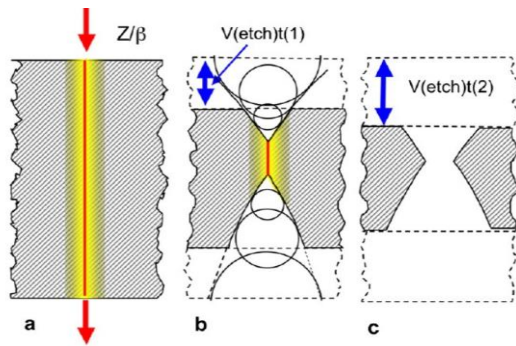 Z/β
V(etch)t(1)
V(etch)t(2)
a
b
c